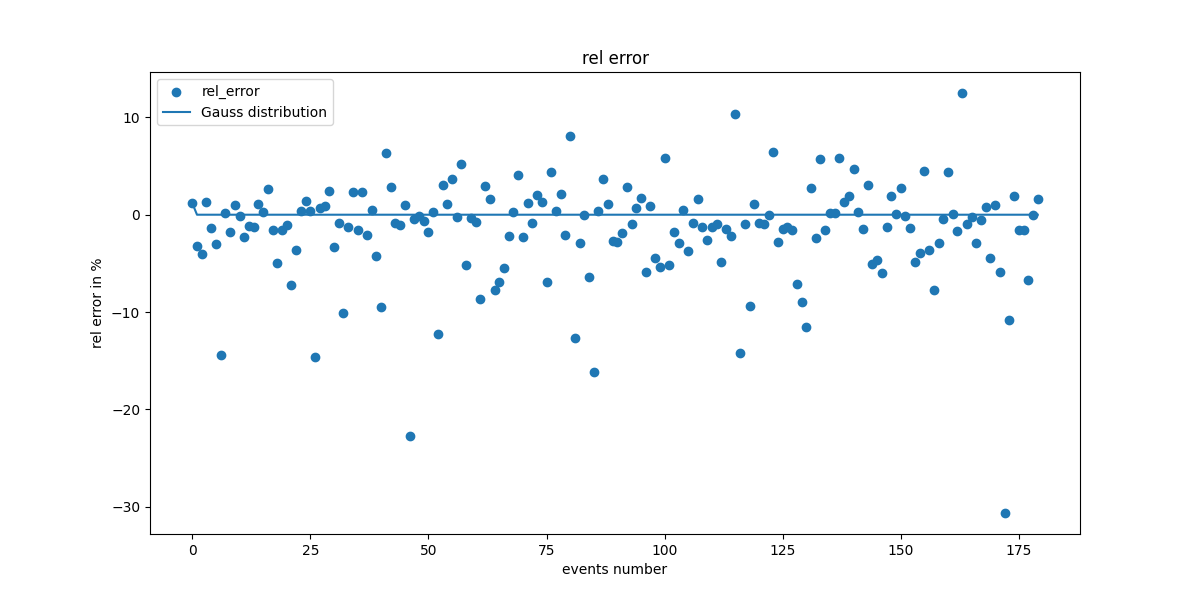 rel error
rel_error
Gauss distribution
10
0
−10
−20
−30
rel error in %
0 25 50 75 100 125 150 175
events number